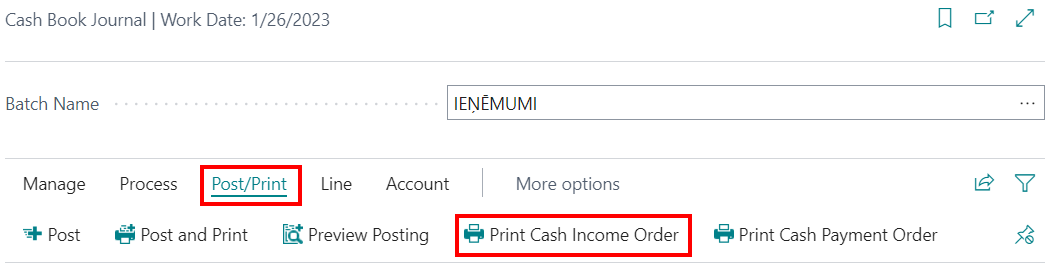 Cash Book Journal | Work Date: 1/26/2023
Batch Name IEŅĒMUMI ...
Manage Process Post/Print Line Account More options
Post Post and Print Preview Posting Print Cash Income Order Print Cash Payment Order